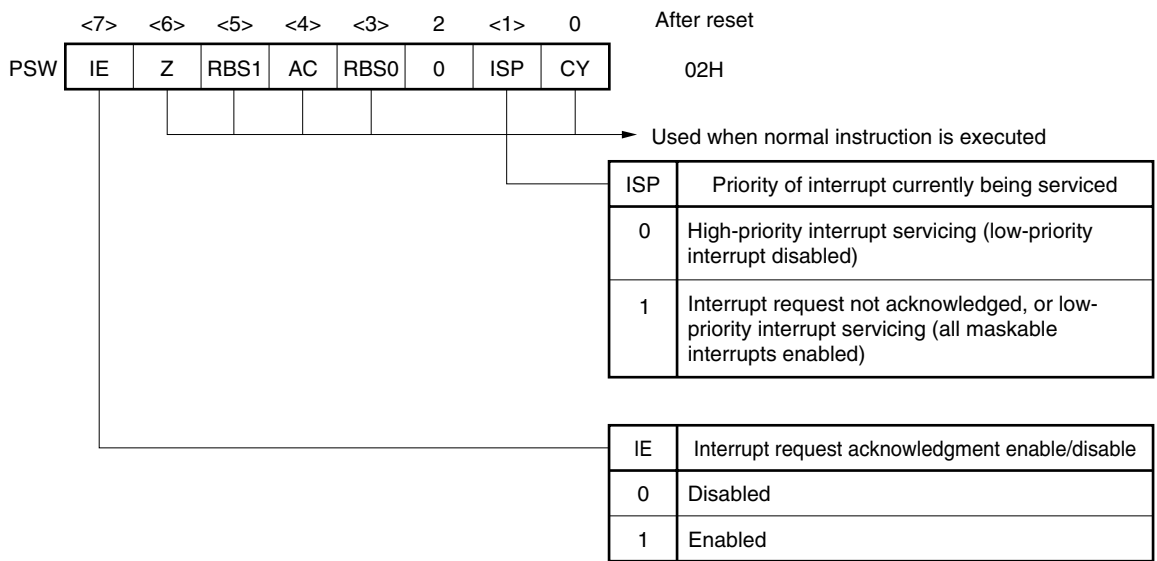 <7> <6> <5> <4> <3> 2 <1> 0 After reset
PSW IE Z RBS1 AC RBS0 0 ISP CY 02H
Used when normal instruction is executed
ISP Priority of interrupt currently being serviced
0 High-priority interrupt servicing (low-priority
interrupt disabled)
1 Interrupt request not acknowledged, or low-
priority interrupt servicing (all maskable
interrupts enabled)
IE Interrupt request acknowledgment enable/disable
0 Disabled
1 Enabled